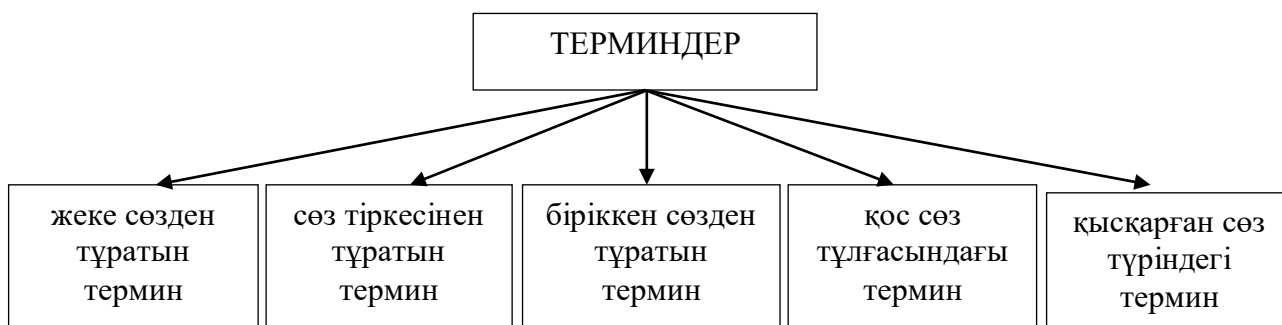 ТЕРМИНДЕР
жеке сөзден
тұратын
термин
сөз тіркесінен
тұратын
термин
біріккен сөзден
тұратын
термин
қос сөз
тұлғасындағы
термин
қысқарған сөз
түріндегі
термин